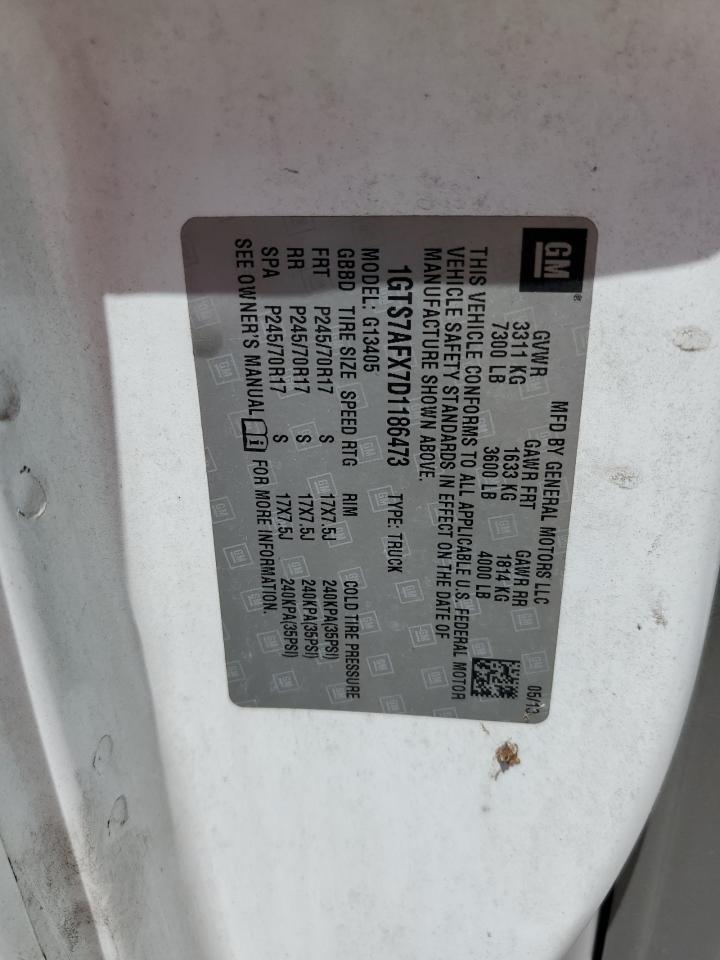 GM
MFD BY GENERAL MOTORS LLC 05/13
GVWR GAWR FRT GAWR RR
3311 KG 1633 KG 1814 KG
7300 LB 3600 LB 4000 LB
THIS VEHICLE CONFORMS TO ALL APPLICABLE U.S. FEDERAL MOTOR
VEHICLE SAFETY STANDARDS IN EFFECT ON THE DATE OF
MANUFACTURE SHOWN ABOVE.
1GTS7AFX7D1186473 TYPE: TRUCK
MODEL: G13405
GBBD TIRE SIZE SPEED RTG RIM COLD TIRE PRESSURE
FRT P245/70R17 S 17X7.5J 240KPA(35PSI)
RR P245/70R17 S 17X7.5J 240KPA(35PSI)
SPA P245/70R17 S 17X7.5J 240KPA(35PSI)
SEE OWNER'S MANUAL i FOR MORE INFORMATION.